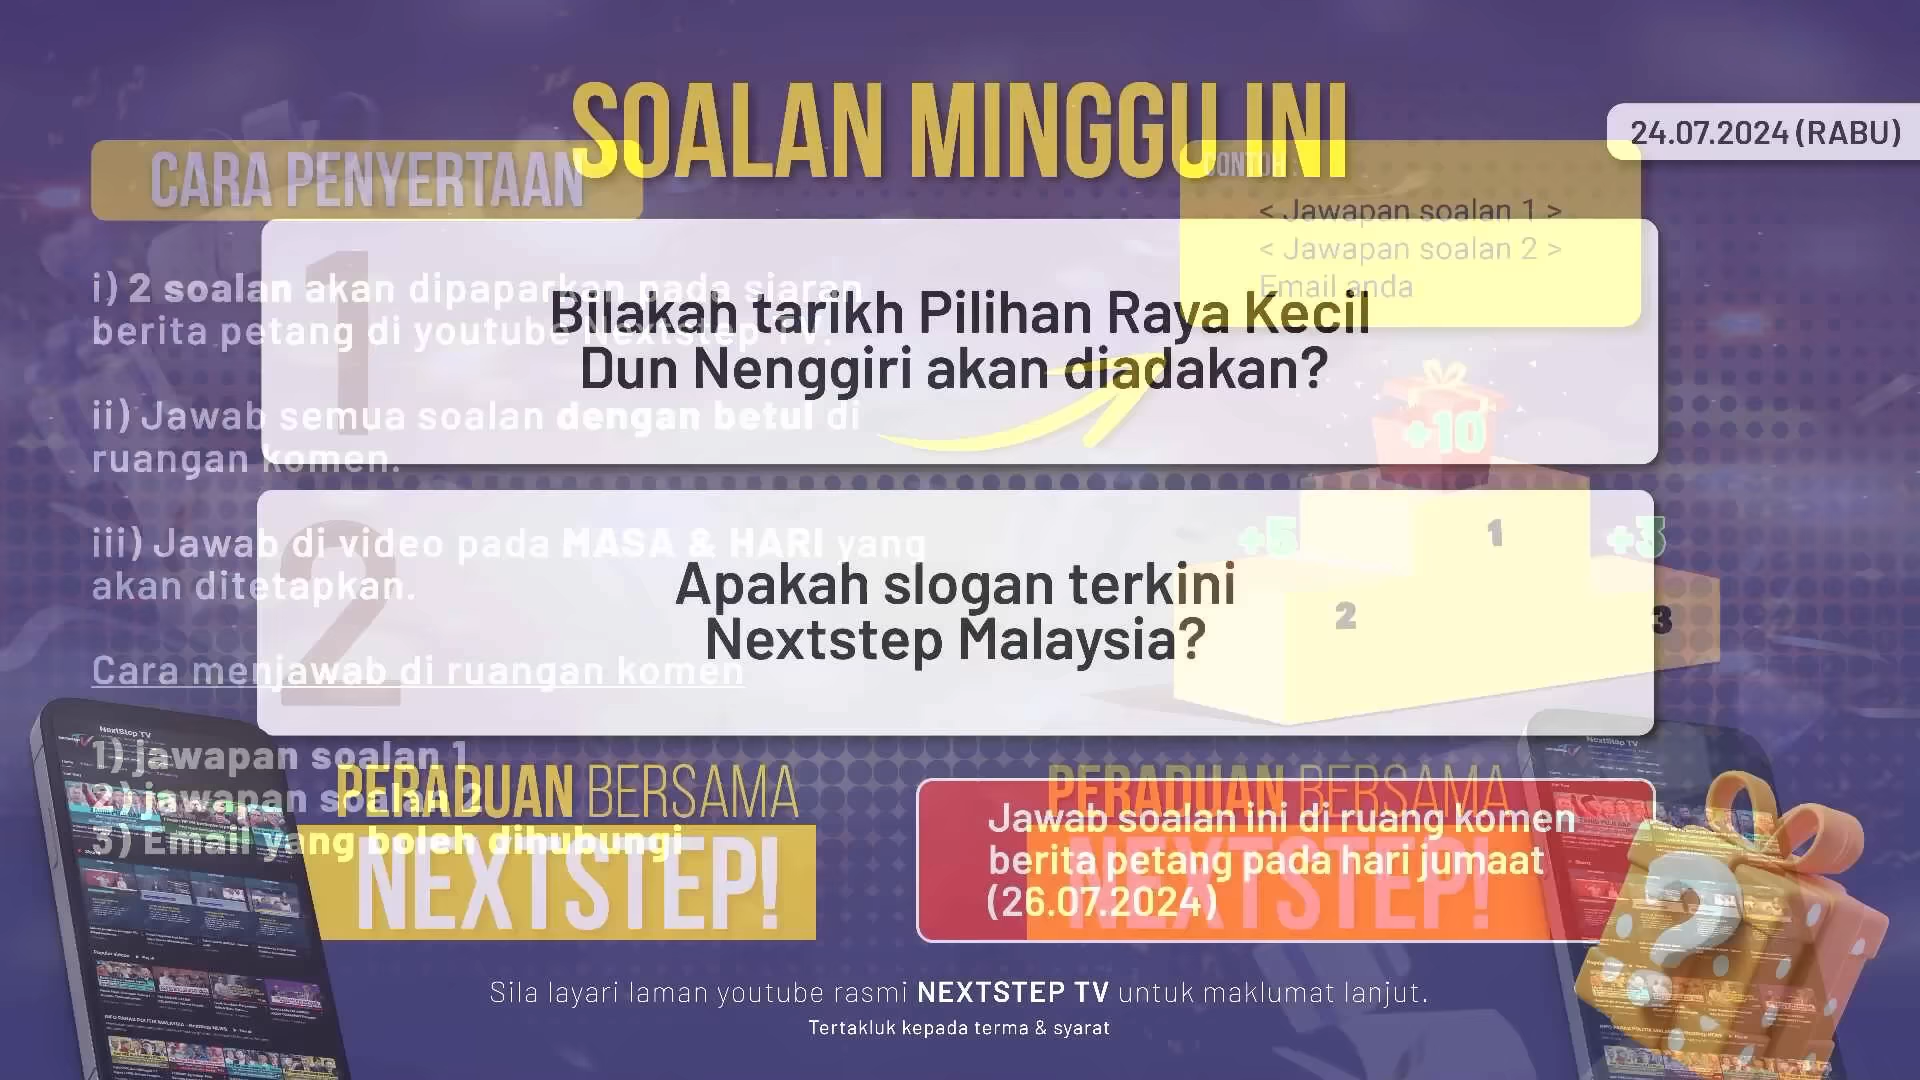 SOALAN MINGGU INI
24.07.2024 (RABU)
CARA PENYERTAAN
CONTOH :
< Jawapan soalan 1 >
< Jawapan soalan 2 >
Email anda
1
Bilakah tarikh Pilihan Raya Kecil
Dun Nenggiri akan diadakan?
i) 2 soalan akan dipaparkan pada siaran
berita petang di youtube Nextstep TV.
ii) Jawab semua soalan dengan betul di
ruangan komen.
+10
2
Apakah slogan terkini
Nextstep Malaysia?
iii) Jawab di video pada MASA & HARI yang
akan ditetapkan.
+5
1
+3
2
3
Cara menjawab di ruangan komen
1) jawapan soalan 1
2) jawapan soalan 2
3) Email yang boleh dihubungi
NextStep TV
PERADUAN BERSAMA
NEXTSTEP!
PERADUAN BERSAMA
NEXTSTEP!
Jawab soalan ini di ruang komen
berita petang pada hari jumaat
(26.07.2024)
NextStep TV
?
Sila layari laman youtube rasmi NEXTSTEP TV untuk maklumat lanjut.
Tertakluk kepada terma & syarat